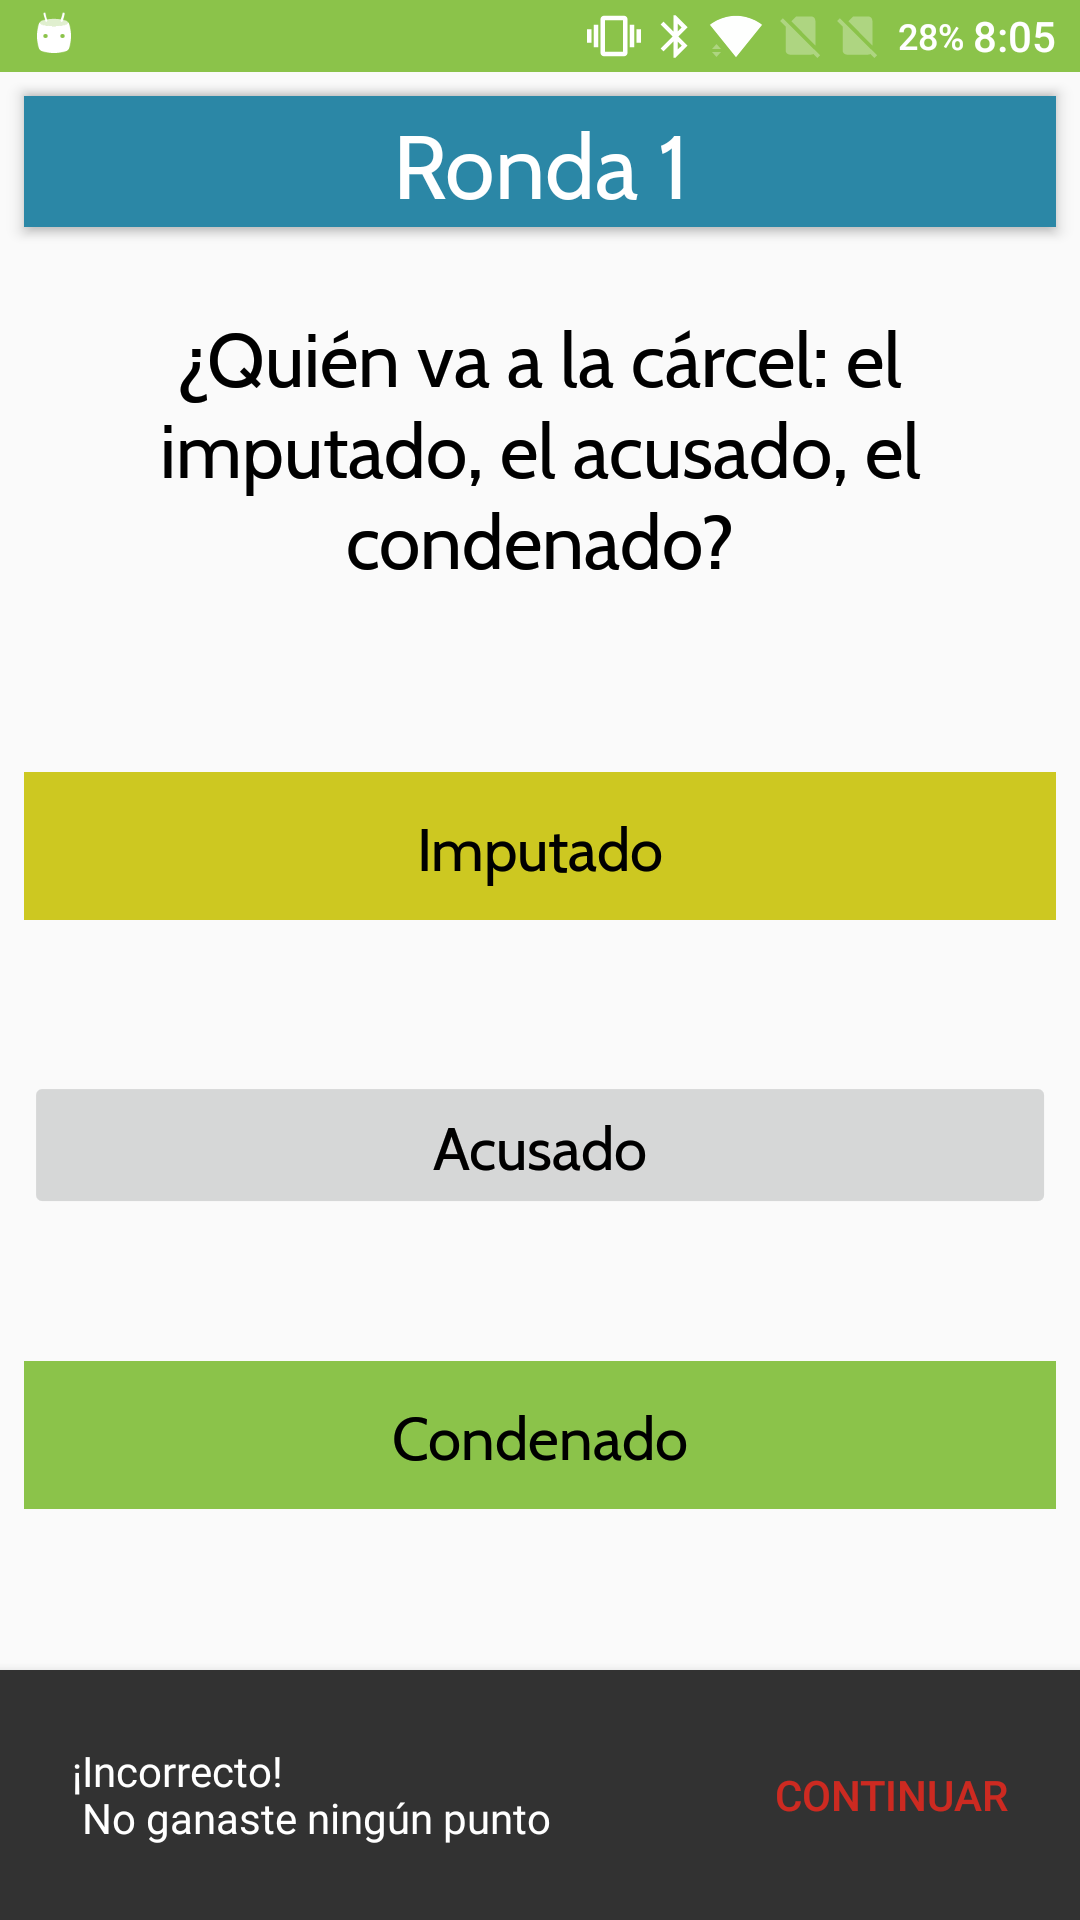 28% 8:05
Ronda 1
¿Quién va a la cárcel: el
imputado, el acusado, el
condenado?
Imputado
Acusado
Condenado
¡Incorrecto!
No ganaste ningún punto
CONTINUAR